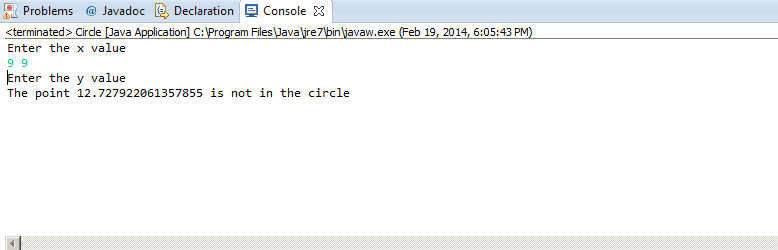 Problems @ Javadoc Declaration Console
<terminated> Circle [Java Application] C:\Program Files\Java\jre7\bin\javaw.exe (Feb 19, 2014, 6:05:43 PM)
Enter the x value
9 9
Enter the y value
The point 12.727922061357855 is not in the circle